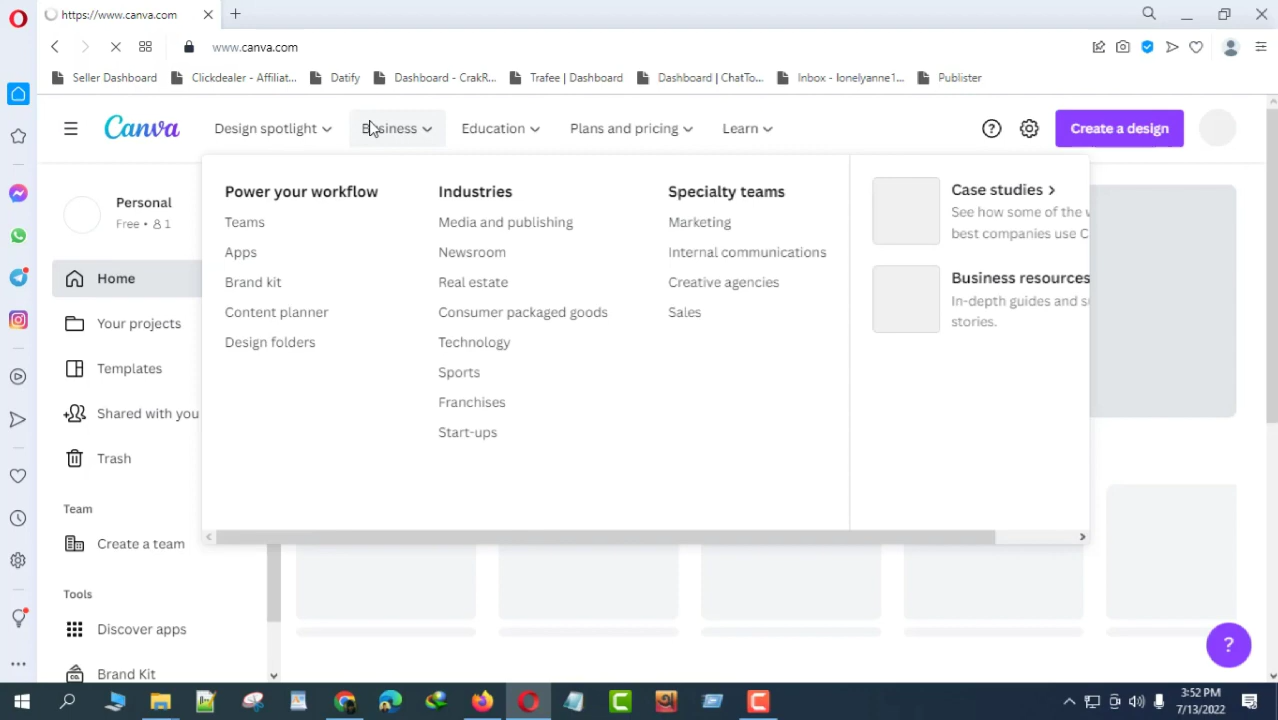 https://www.canva.com
www.canva.com
Seller Dashboard
Clickdealer - Affiliat...
Datify
Dashboard - CrakR...
Trafee | Dashboard
Dashboard | ChatTo...
Inbox - lonelyanne1...
Publister
Canva
Design spotlight
Business
Education
Plans and pricing
Learn
?
Create a design
Personal
Free • 1
Home
Your projects
Templates
Shared with you
Trash
Team
Create a team
Tools
Discover apps
Brand Kit
Power your workflow
Teams
Apps
Brand kit
Content planner
Design folders
Industries
Media and publishing
Newsroom
Real estate
Consumer packaged goods
Technology
Sports
Franchises
Start-ups
Specialty teams
Marketing
Internal communications
Creative agencies
Sales
Case studies >
See how some of the
best companies use C
Business resources
In-depth guides and
stories.
?
3:52 PM
7/13/2022